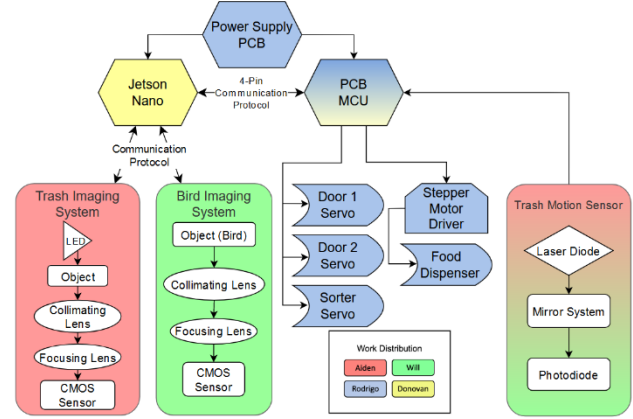 Power Supply
PCB
Jetson
Nano
4-Pin
Communication
Protocol
PCB
MCU
Communication
Protocol
Trash Imaging
System
LED
Object
Collimating
Lens
Focusing Lens
CMOS
Sensor
Bird Imaging
System
Object (Bird)
Collimating Lens
Focusing Lens
CMOS
Sensor
Door 1
Servo
Door 2
Servo
Sorter
Servo
Stepper
Motor
Driver
Food
Dispenser
Trash Motion Sensor
Laser Diode
Mirror System
Photodiode
Work Distribution
Aiden
Will
Rodrigo
Donovan